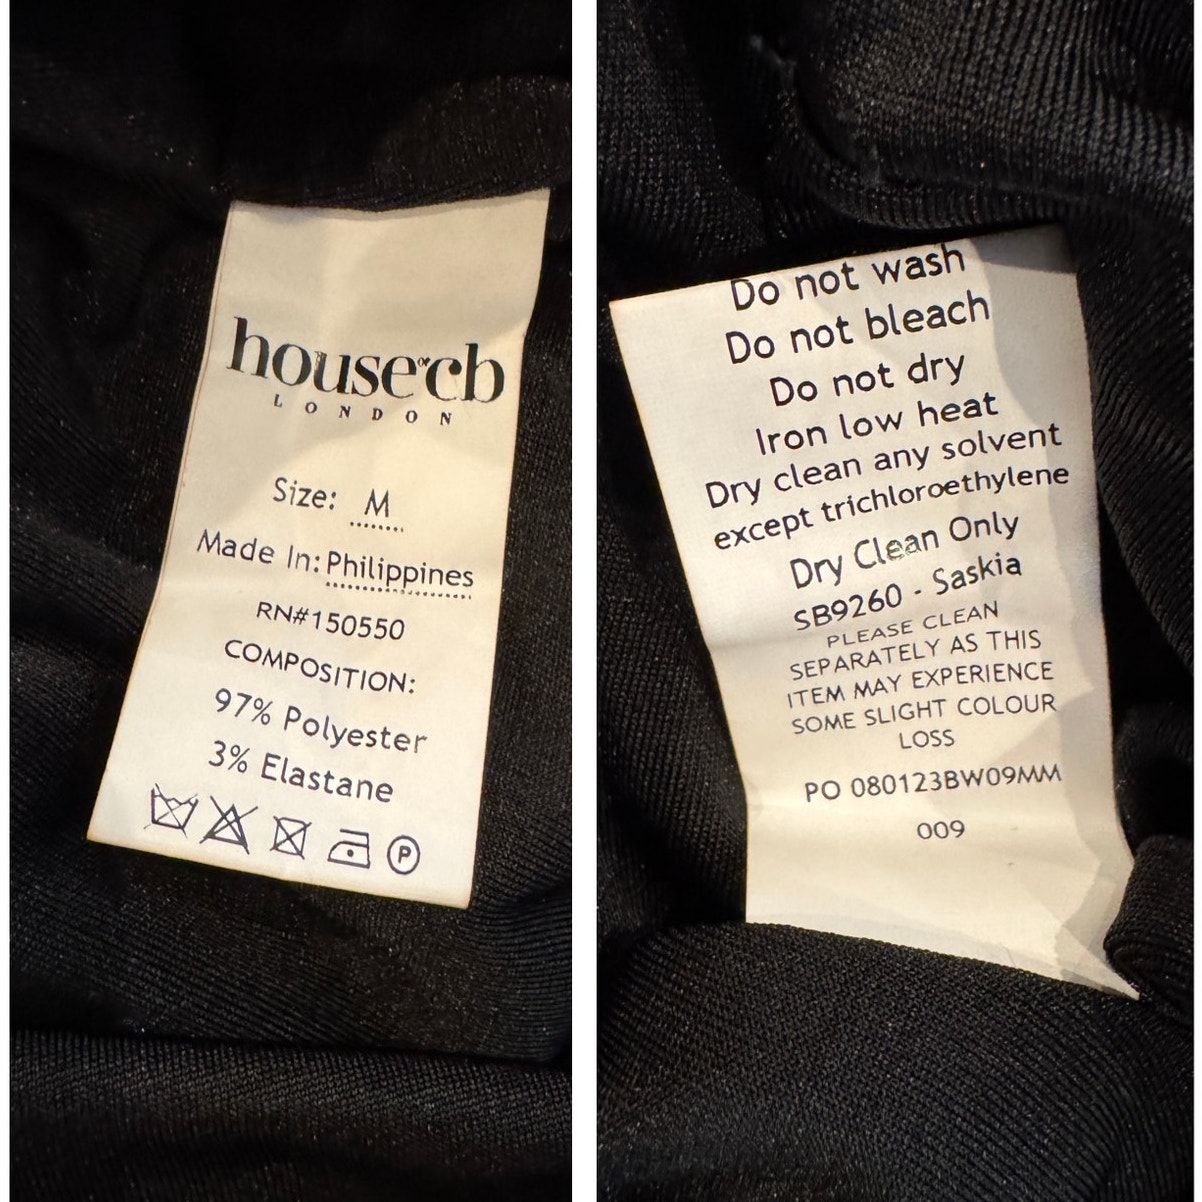 house of cb
LONDON
Size: M
Made In: Philippines
RN#150550
COMPOSITION:
97% Polyester
3% Elastane
P
Do not wash
Do not bleach
Do not dry
Iron low heat
Dry clean any solvent
except trichloroethylene
Dry Clean Only
SB9260 - Saskia
PLEASE CLEAN
SEPARATELY AS THIS
ITEM MAY EXPERIENCE
SOME SLIGHT COLOUR
LOSS
PO 080123BW09MM
009